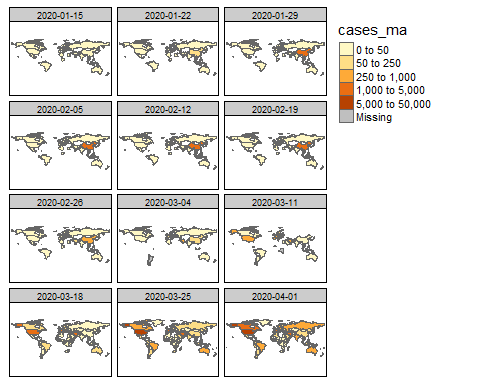 2020-01-15
2020-01-22
2020-01-29
cases_ma
0 to 50
50 to 250
250 to 1,000
1,000 to 5,000
5,000 to 50,000
Missing
2020-02-05
2020-02-12
2020-02-19
2020-02-26
2020-03-04
2020-03-11
2020-03-18
2020-03-25
2020-04-01